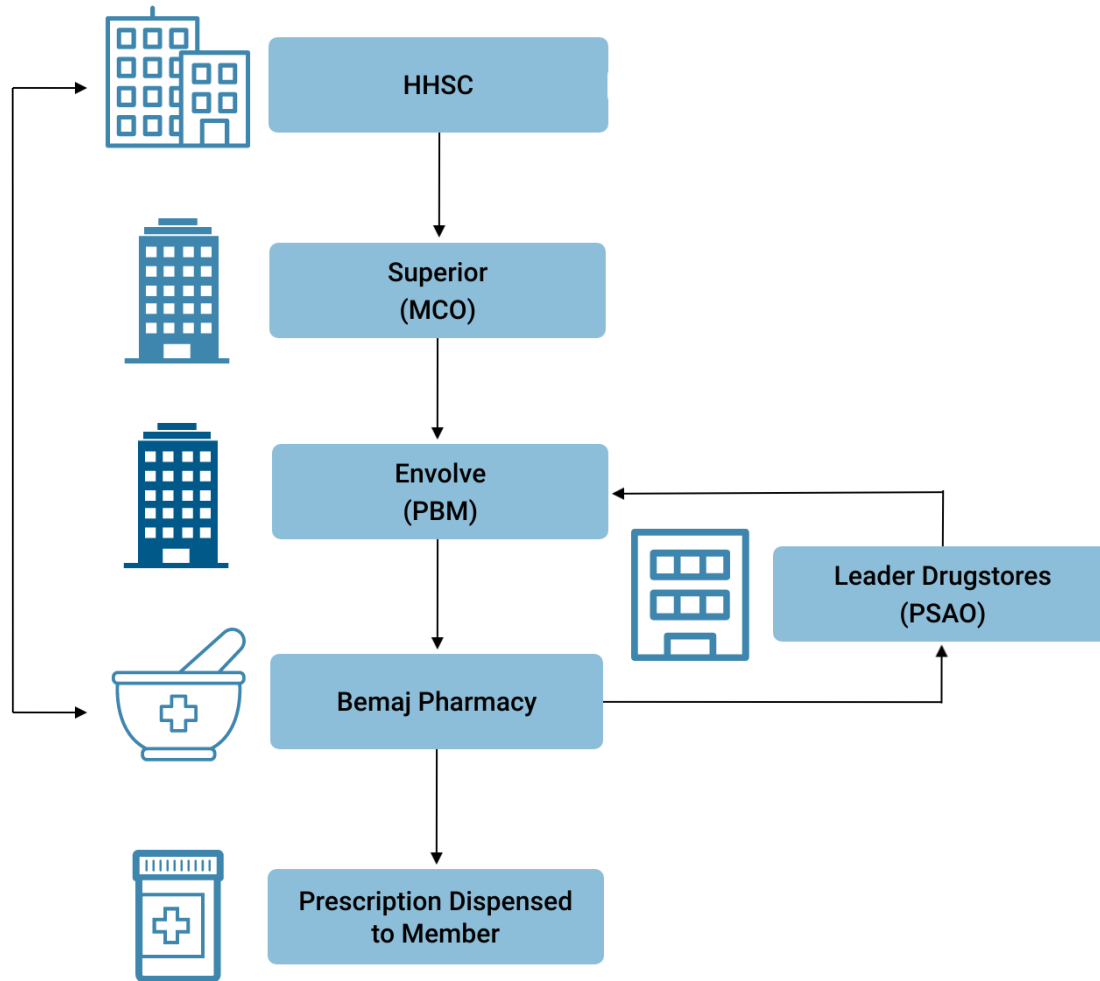 HHSC
Superior
(MCO)
Envolve
(PBM)
Leader Drugstores
(PSAO)
Bemaj Pharmacy
Prescription Dispensed
to Member